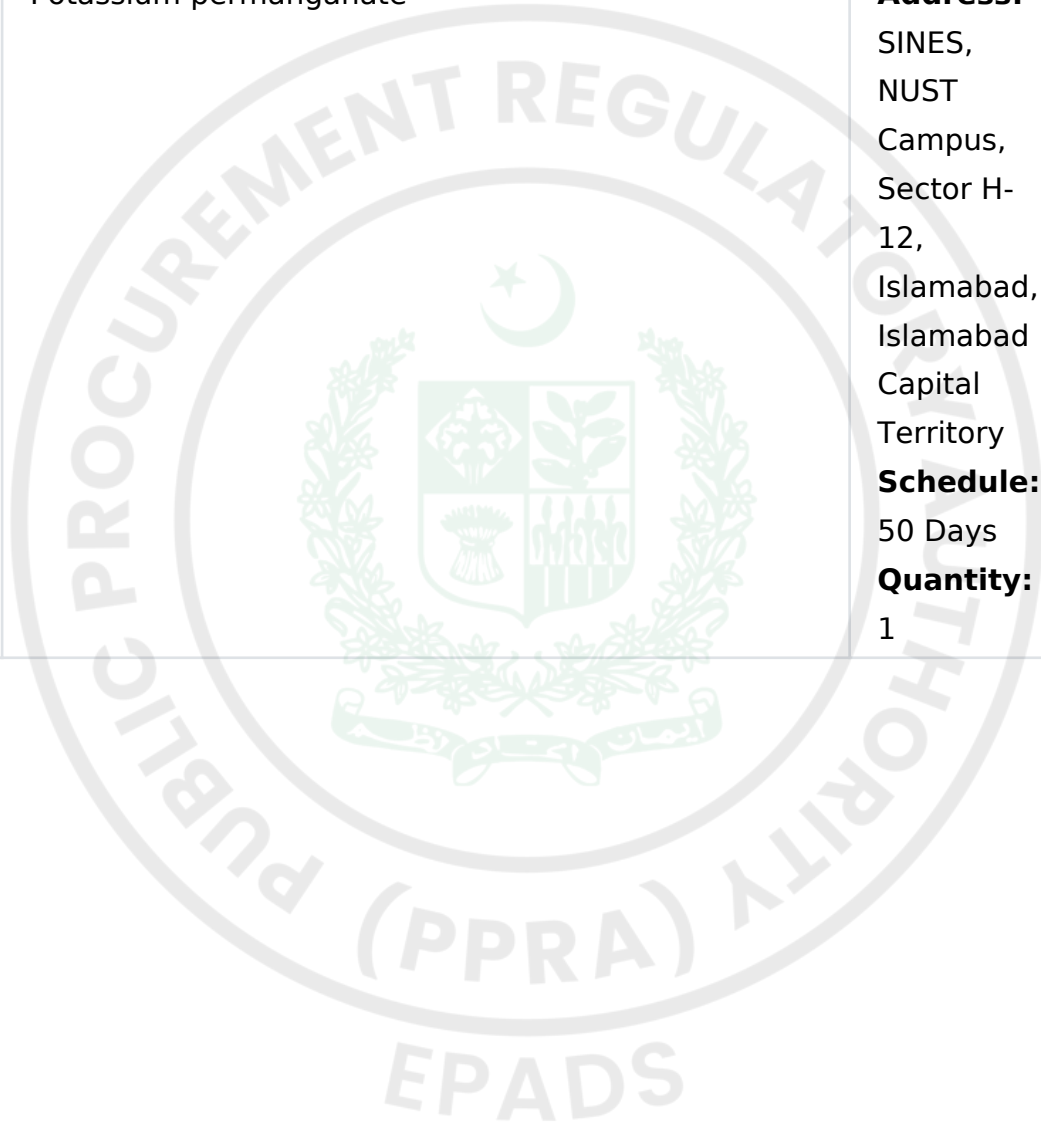 Potassium permanganate
Address:
SINES,
NUST
Campus,
Sector H-
12,
Islamabad,
Islamabad
Capital
Territory
Schedule:
50 Days
Quantity:
1
PUBLIC PROCUREMENT REGULATORY AUTHORITY
(PPRA)
EPADS